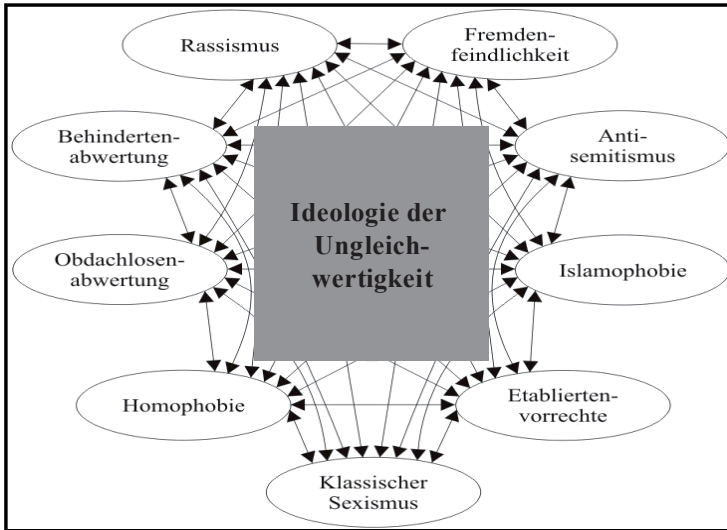 Rassismus
Fremden-
feindlichkeit
Behinderten-
abwertung
Anti-
semitismus
Ideologie der
Ungleich-
wertigkeit
Obdachlosen-
abwertung
Islamophobie
Homophobie
Etablierten-
vorrechte
Klassischer
Sexismus